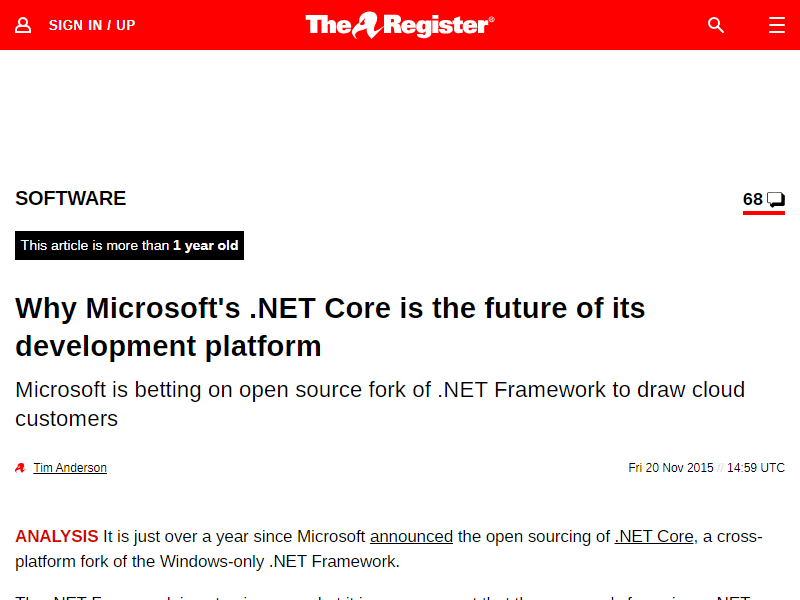 SIGN IN / UP
The Register®
SOFTWARE
68
This article is more than 1 year old
Why Microsoft's .NET Core is the future of its
development platform
Microsoft is betting on open source fork of .NET Framework to draw cloud
customers
Tim Anderson
Fri 20 Nov 2015 // 14:59 UTC
ANALYSIS It is just over a year since Microsoft announced the open sourcing of .NET Core, a cross-
platform fork of the Windows-only .NET Framework.